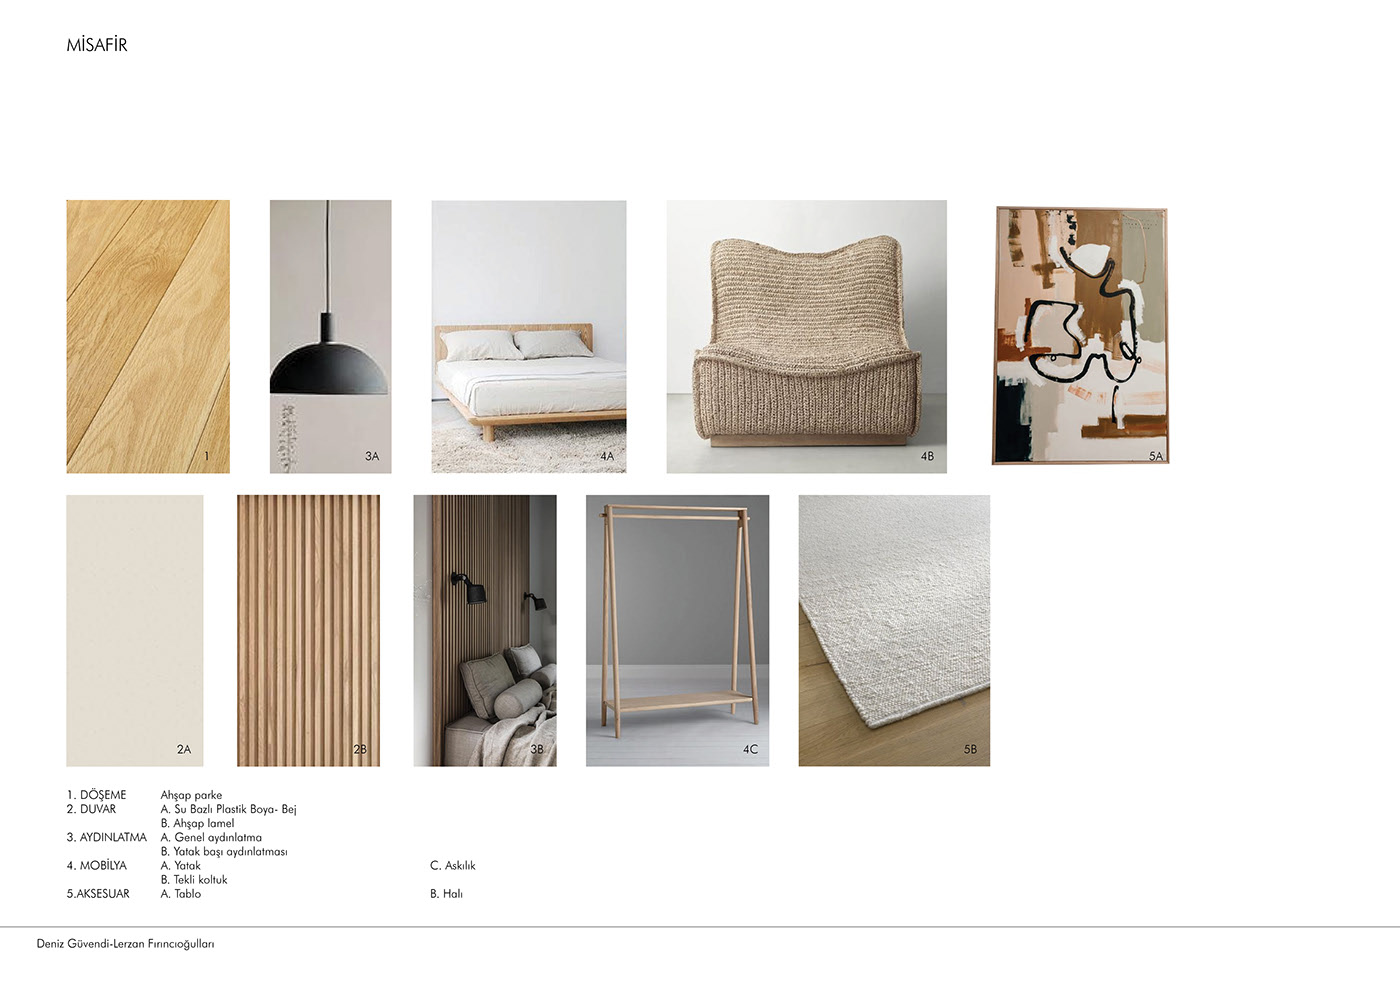 MİSAFİR
1
3A
4A
4B
5A
2A
2B
3B
4C
5B
1. DÖŞEME Ahşap parke
2. DUVAR A. Su Bazlı Plastik Boya- Bej
B. Ahşap lamel
3. AYDINLATMA A. Genel aydınlatma
B. Yatak başı aydınlatması
4. MOBİLYA A. Yatak C. Askılık
B. Tekli koltuk
5.AKSESUAR A. Tablo B. Halı
Deniz Güvendi-Lerzan Fırıncıoğulları